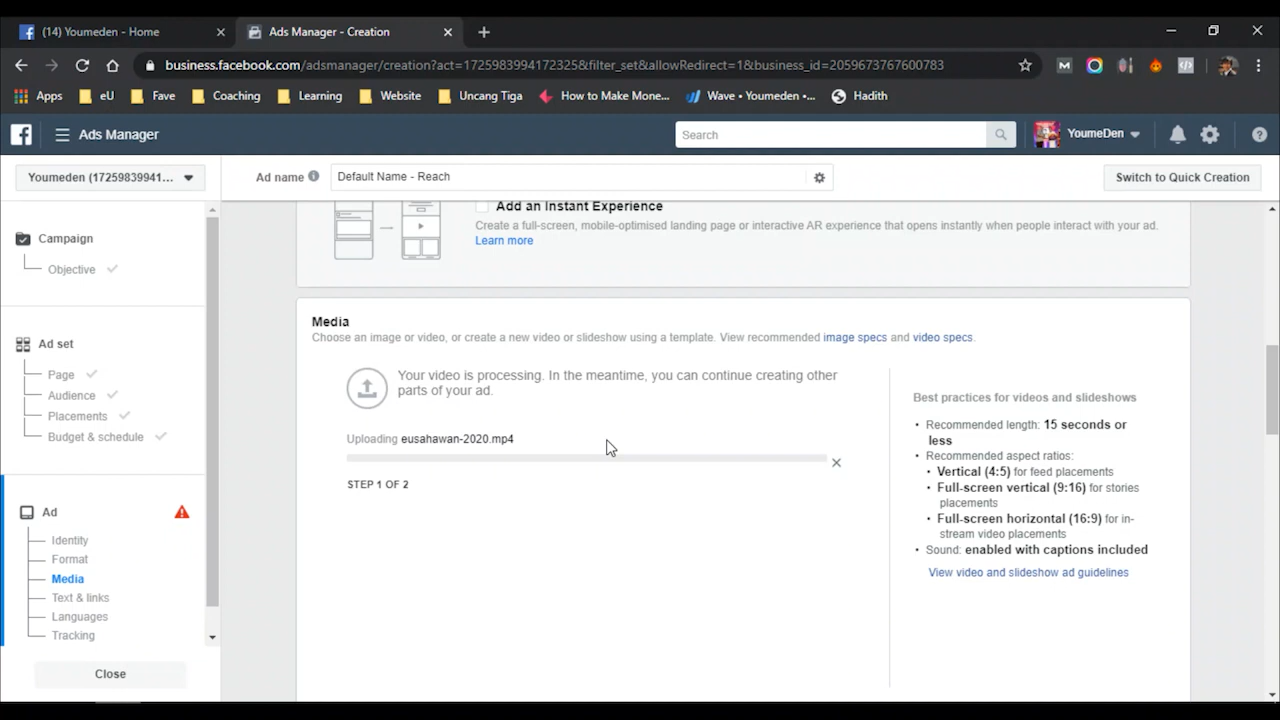 (14) Youmeden - Home
Ads Manager - Creation
business.facebook.com/adsmanager/creation?act=1725983994172325&filter_set&allowRedirect=1&business_id=2059673767600783
Apps
eU
Fave
Coaching
Learning
Website
Uncang Tiga
How to Make Mone...
Wave • Youmeden •...
Hadith
Ads Manager
Search
YoumeDen
Youmeden (17259839941...
Ad name
Default Name - Reach
Switch to Quick Creation
Campaign
Objective
Ad set
Page
Audience
Placements
Budget & schedule
Ad
Identity
Format
Media
Text & links
Languages
Tracking
Close
Add an Instant Experience
Create a full-screen, mobile-optimised landing page or interactive AR experience that opens instantly when people interact with your ad.
Learn more
Media
Choose an image or video, or create a new video or slideshow using a template. View recommended image specs and video specs.
Your video is processing. In the meantime, you can continue creating other
parts of your ad.
Uploading eusahawan-2020.mp4
STEP 1 OF 2
Best practices for videos and slideshows
• Recommended length: 15 seconds or
less
• Recommended aspect ratios:
• Vertical (4:5) for feed placements
• Full-screen vertical (9:16) for stories
placements
• Full-screen horizontal (16:9) for in-
stream video placements
• Sound: enabled with captions included
View video and slideshow ad guidelines